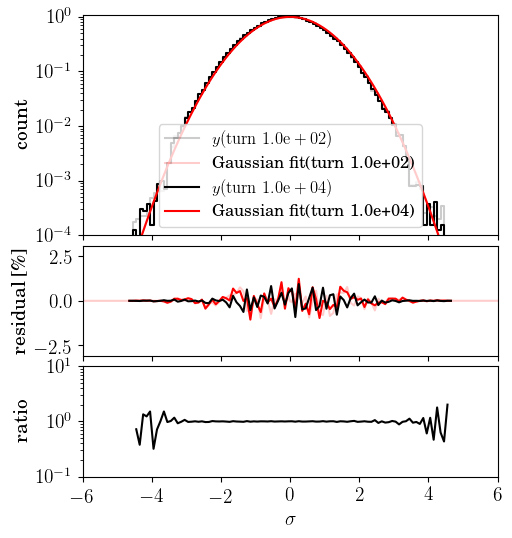 10^0
10^−1
10^−2
10^−3
10^−4
count
y(turn 1.0e + 02)
Gaussian fit(turn 1.0e+02)
y(turn 1.0e + 04)
Gaussian fit(turn 1.0e+04)
2.5
0.0
−2.5
residual [%]
10^1
10^0
10^−1
ratio
−6 −4 −2 0 2 4 6
σ